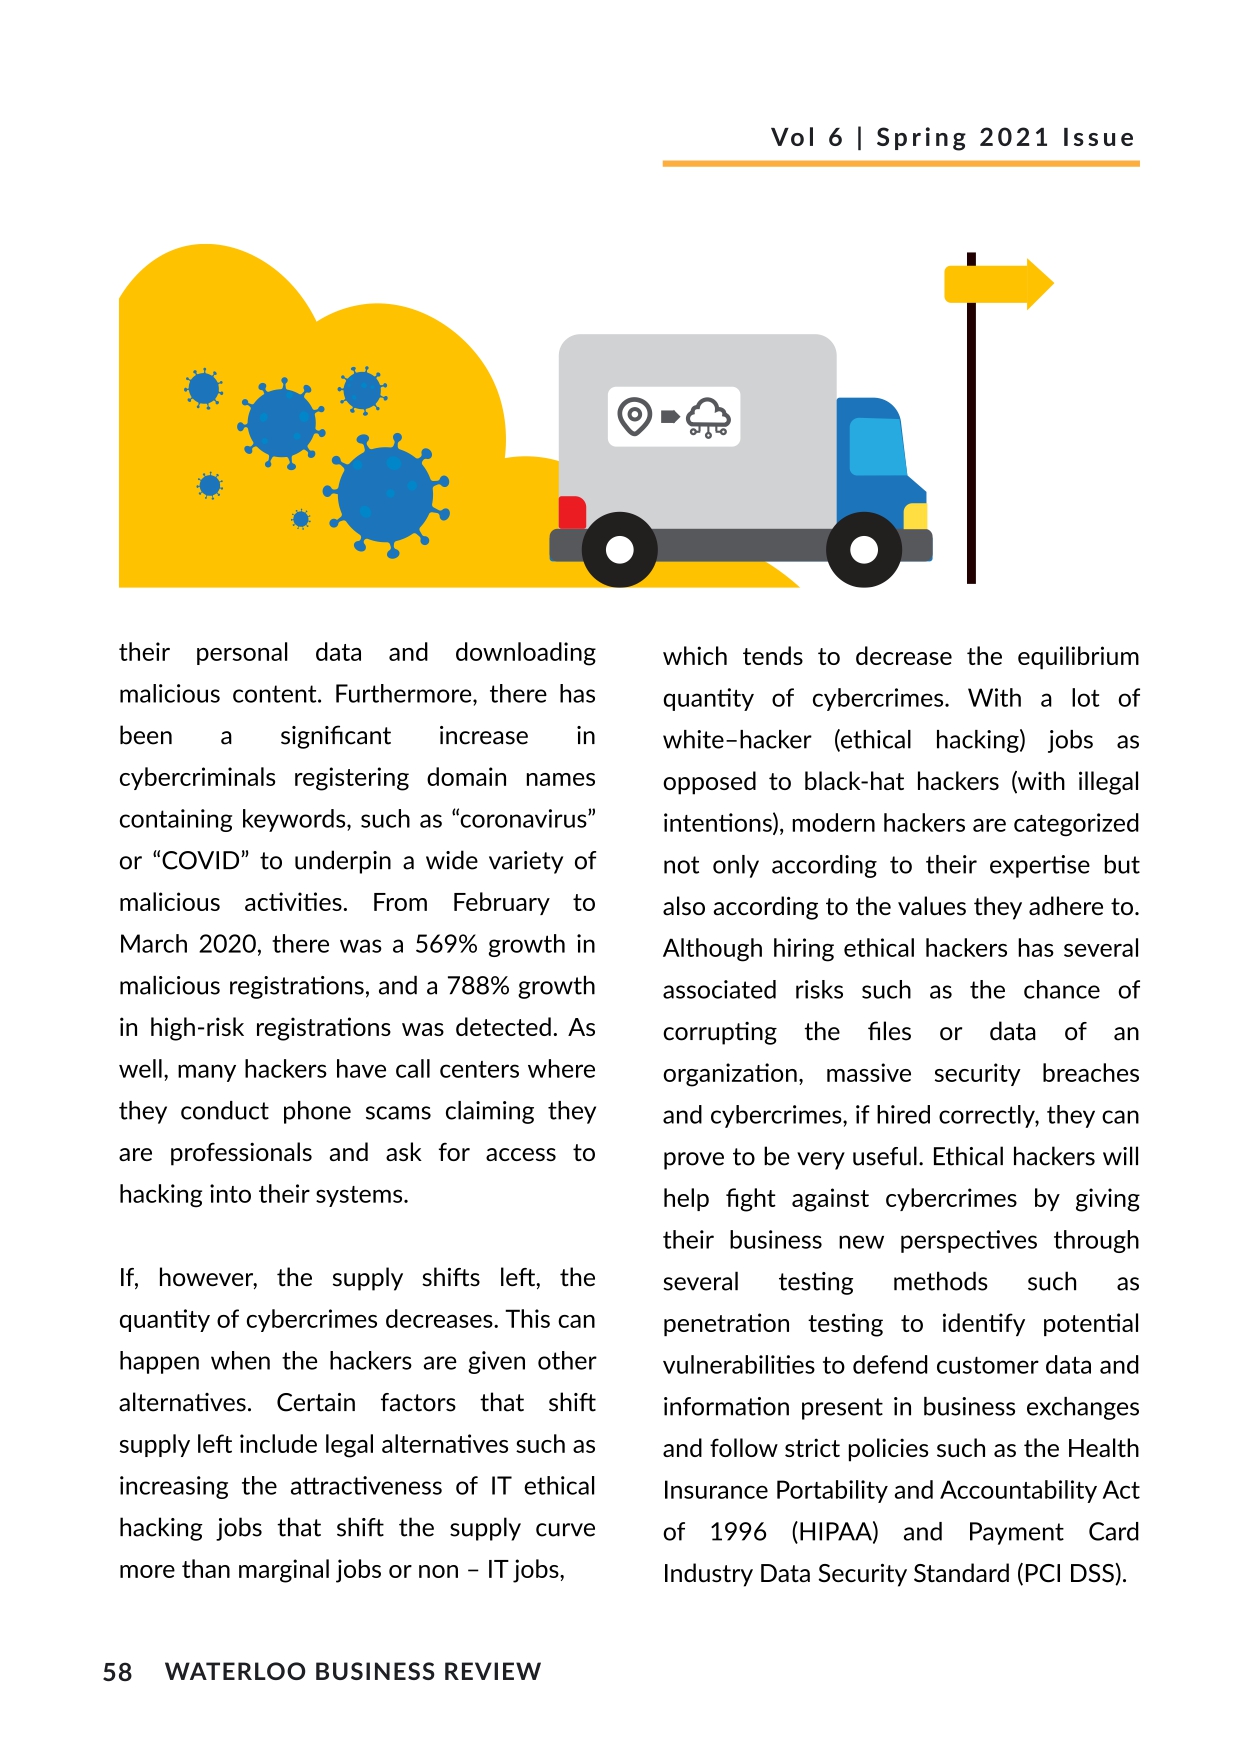 Vol 6 | Spring 2021 Issue
their personal data and downloading
malicious content. Furthermore, there has
been a significant increase in
cybercriminals registering domain names
containing keywords, such as “coronavirus”
or “COVID” to underpin a wide variety of
malicious activities. From February to
March 2020, there was a 569% growth in
malicious registrations, and a 788% growth
in high-risk registrations was detected. As
well, many hackers have call centers where
they conduct phone scams claiming they
are professionals and ask for access to
hacking into their systems.
If, however, the supply shifts left, the
quantity of cybercrimes decreases. This can
happen when the hackers are given other
alternatives. Certain factors that shift
supply left include legal alternatives such as
increasing the attractiveness of IT ethical
hacking jobs that shift the supply curve
more than marginal jobs or non – IT jobs,
which tends to decrease the equilibrium
quantity of cybercrimes. With a lot of
white–hacker (ethical hacking) jobs as
opposed to black-hat hackers (with illegal
intentions), modern hackers are categorized
not only according to their expertise but
also according to the values they adhere to.
Although hiring ethical hackers has several
associated risks such as the chance of
corrupting the files or data of an
organization, massive security breaches
and cybercrimes, if hired correctly, they can
prove to be very useful. Ethical hackers will
help fight against cybercrimes by giving
their business new perspectives through
several testing methods such as
penetration testing to identify potential
vulnerabilities to defend customer data and
information present in business exchanges
and follow strict policies such as the Health
Insurance Portability and Accountability Act
of 1996 (HIPAA) and Payment Card
Industry Data Security Standard (PCI DSS).
58 WATERLOO BUSINESS REVIEW